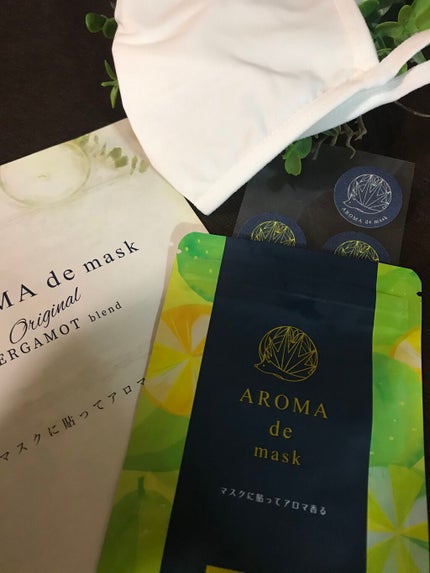 AROMA de mask
MA de mask
Original
ERGAMOT blend
マスクに貼ってアロマ
AROMA
de
mask
マスクに貼ってアロマ香る